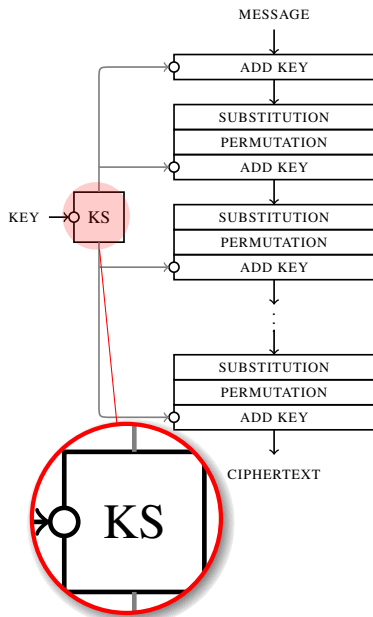 MESSAGE
ADD KEY
SUBSTITUTION
PERMUTATION
ADD KEY
KEY
KS
SUBSTITUTION
PERMUTATION
ADD KEY
SUBSTITUTION
PERMUTATION
ADD KEY
CIPHERTEXT
KS